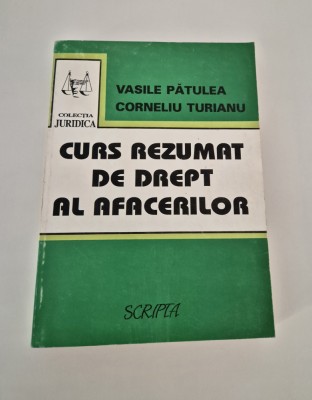 VASILE PĂTULEA
CORNELIU TURIANU
COLECȚIA
JURIDICA
CURS REZUMAT
DE DREPT
AL AFACERILOR
SCRIPTA